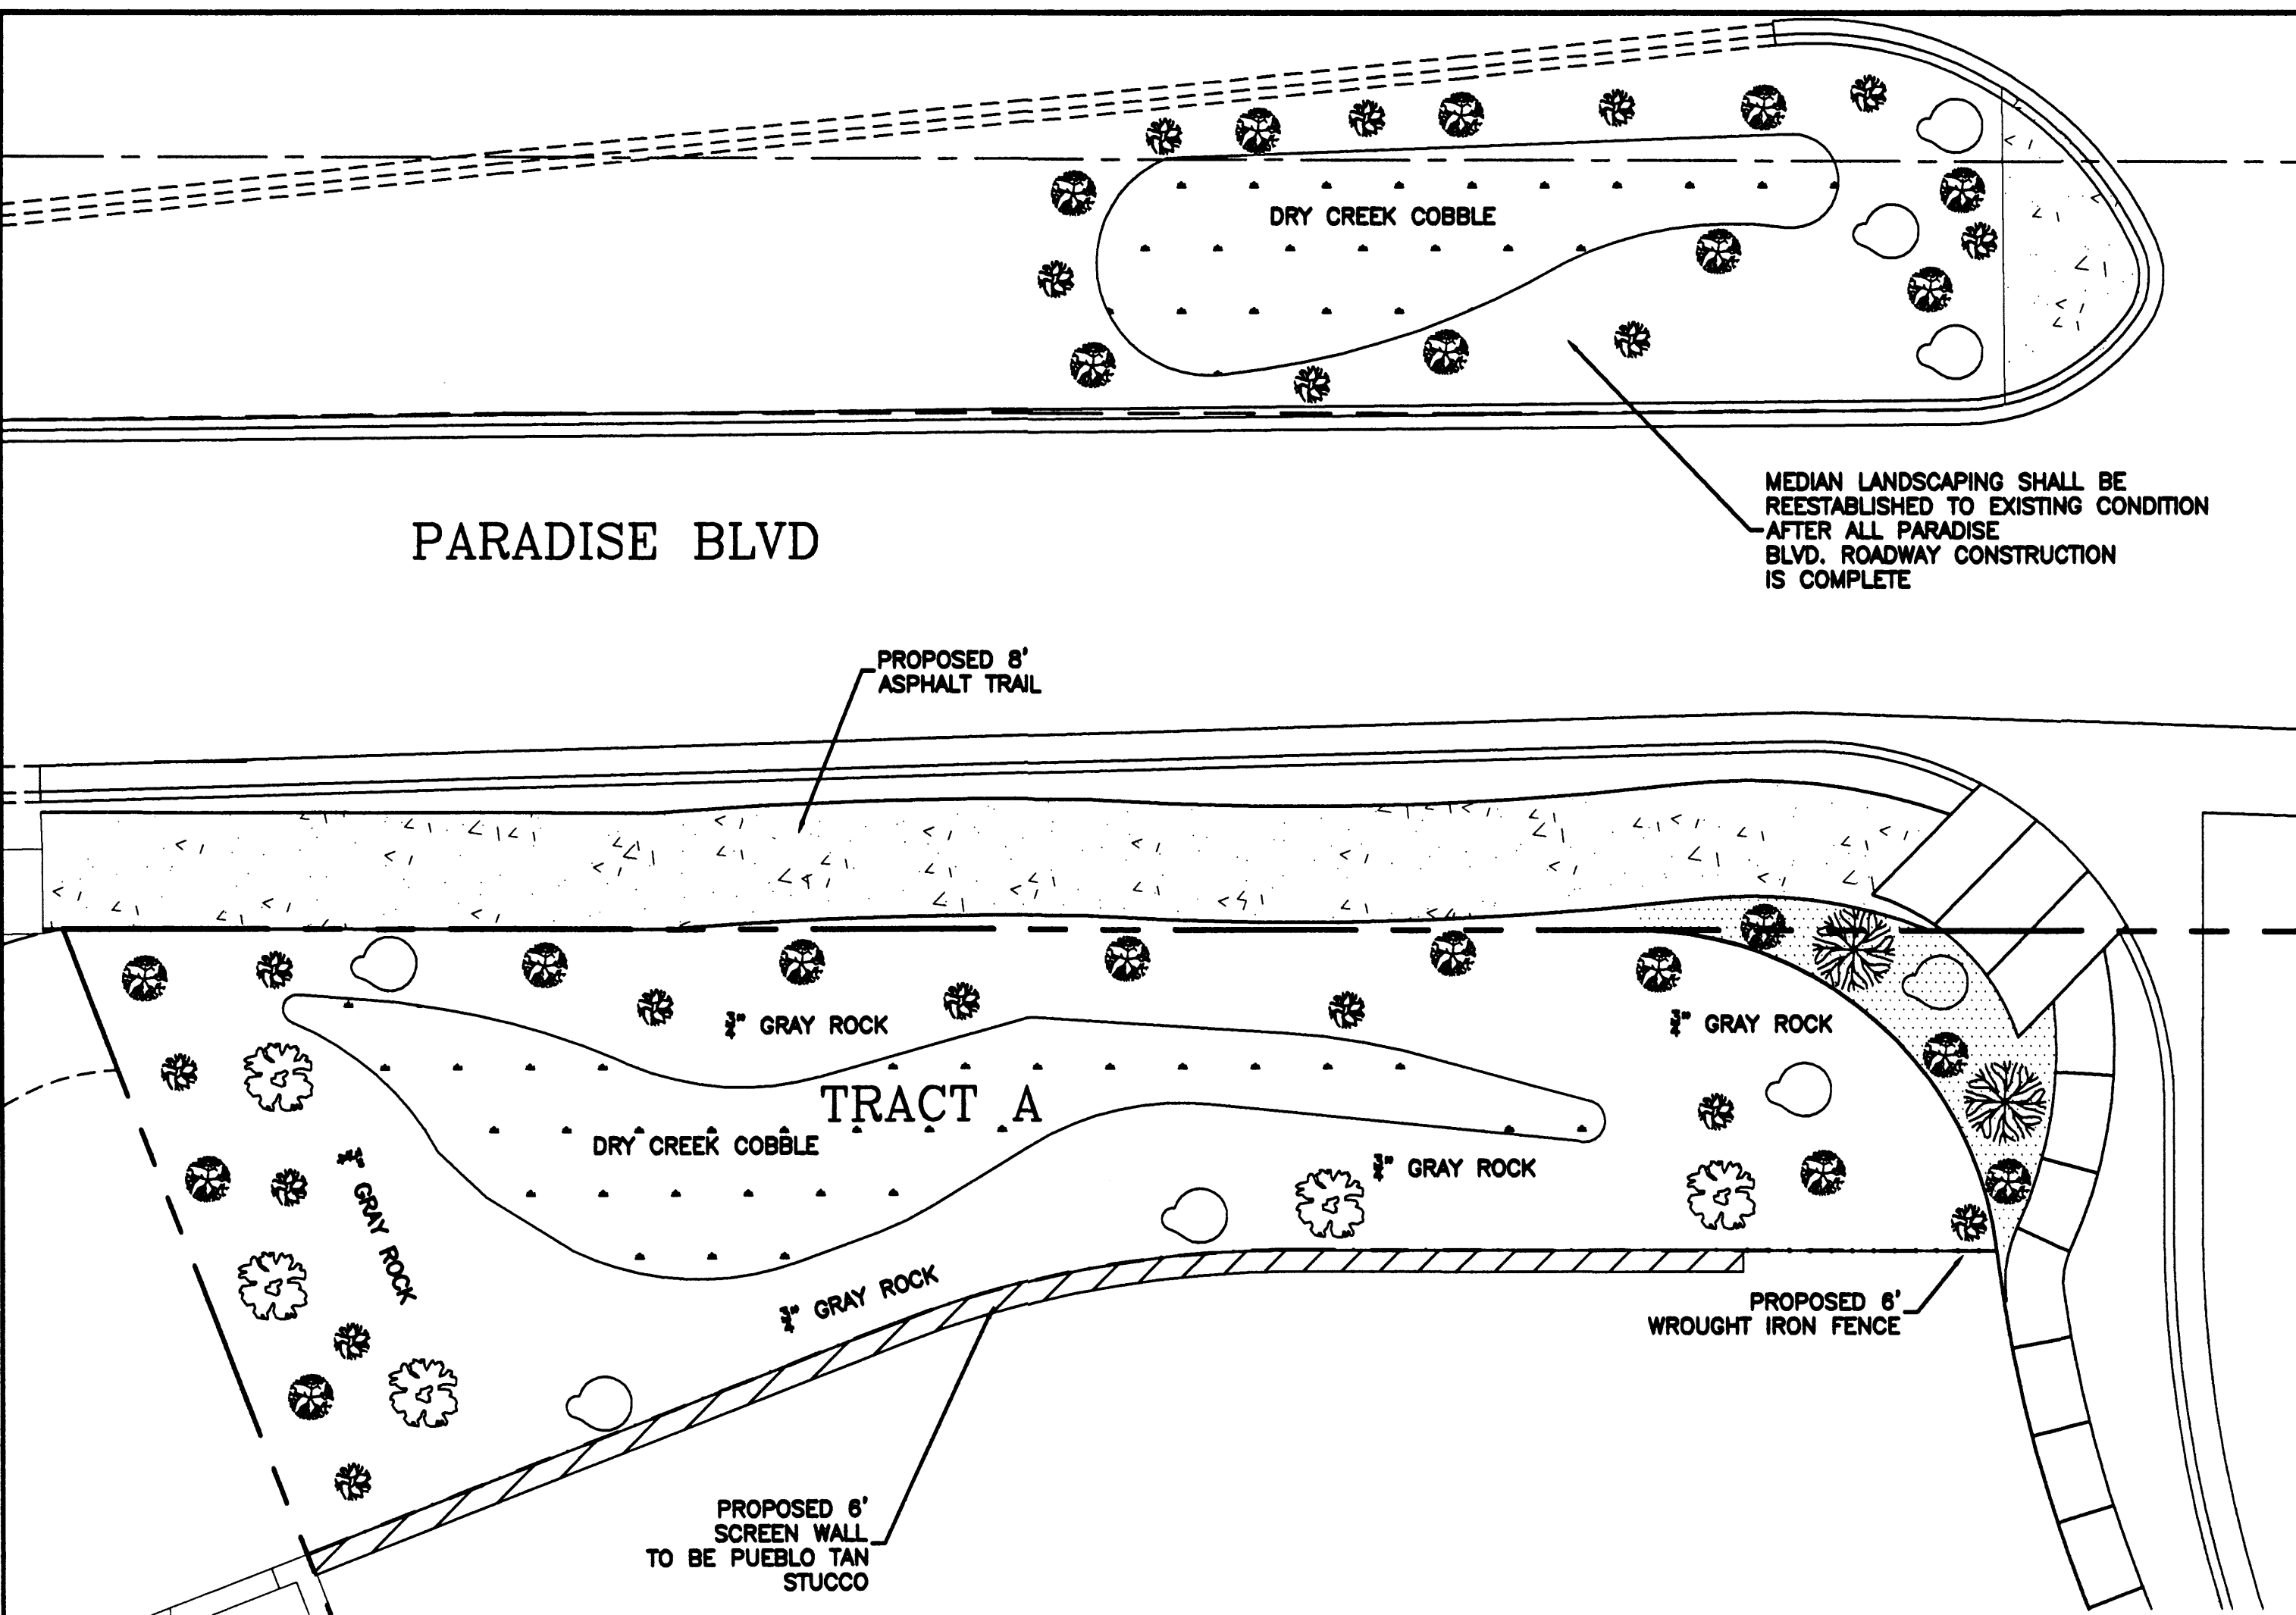 DRY CREEK COBBLE
MEDIAN LANDSCAPING SHALL BE
REESTABLISHED TO EXISTING CONDITION
AFTER ALL PARADISE
BLVD. ROADWAY CONSTRUCTION
IS COMPLETE
PARADISE BLVD
PROPOSED 8'
ASPHALT TRAIL
3/4" GRAY ROCK
3/4" GRAY ROCK
TRACT A
DRY CREEK COBBLE
3/4" GRAY ROCK
3/4" GRAY ROCK
3/4" GRAY ROCK
PROPOSED 6'
WROUGHT IRON FENCE
PROPOSED 6'
SCREEN WALL
TO BE PUEBLO TAN
STUCCO